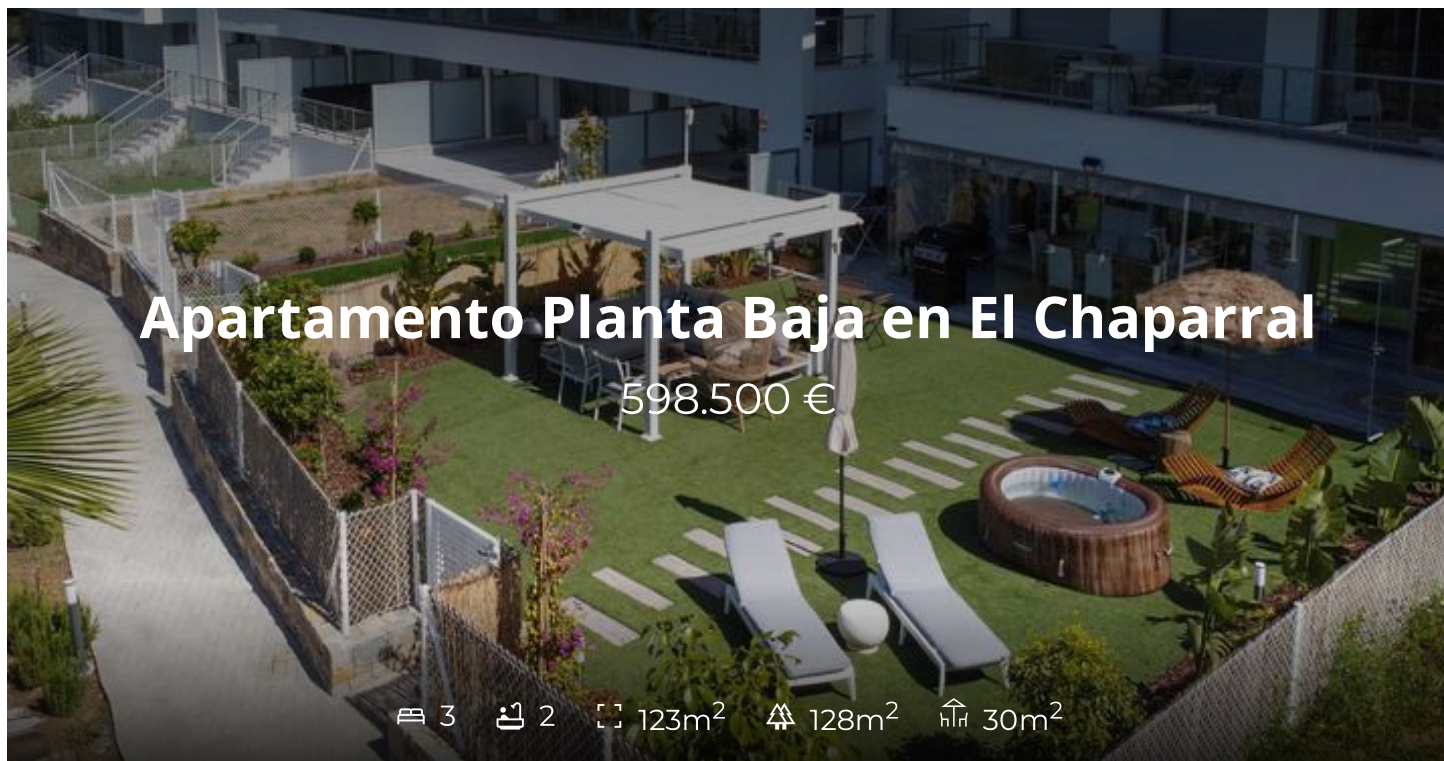 Apartamento Planta Baja en El Chaparral
598.500 €
3 2 123m² 128m² 30m²